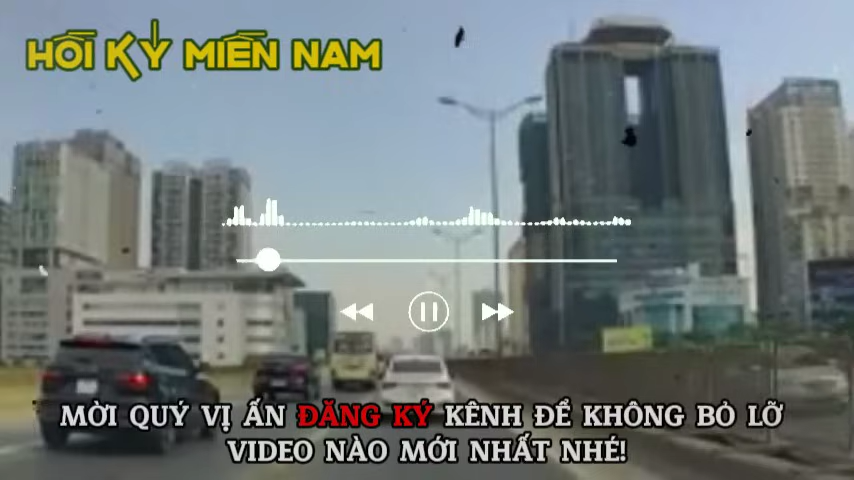 HỒI KÝ MIỀN NAM
MỜI QUÝ VỊ ẤN ĐĂNG KÝ KÊNH ĐỂ KHÔNG BỎ LỠ
VIDEO NÀO MỚI NHẤT NHÉ!